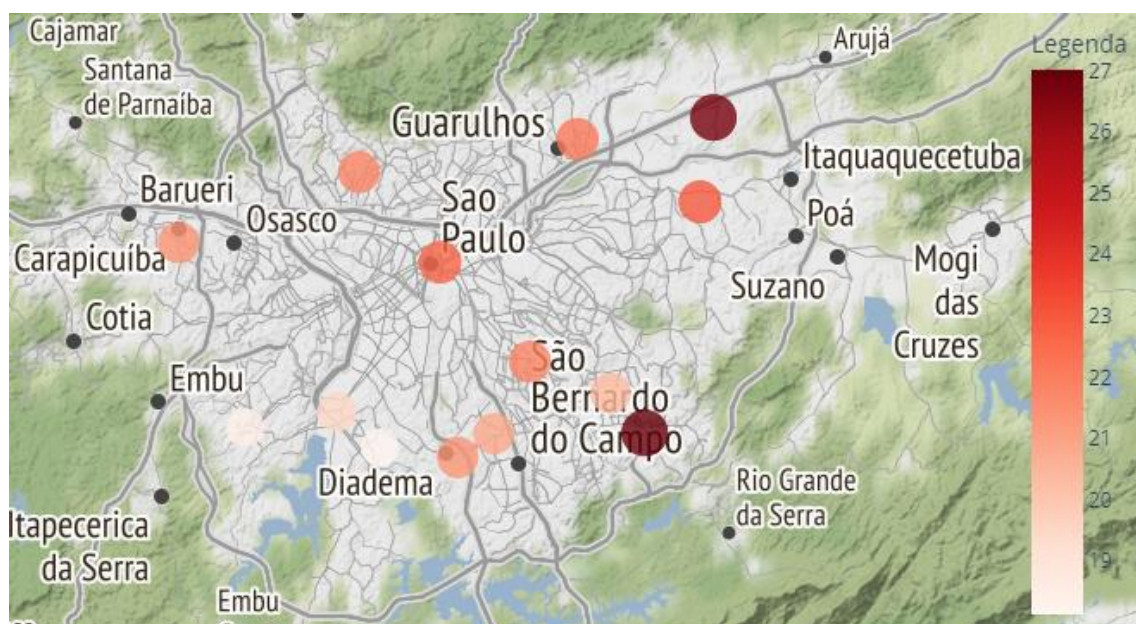 Cajamar
Santana
de Parnaíba
Arujá
Legenda
27
Guarulhos
26
Itaquaquecetuba
Barueri
Sao
Paulo
25
Osasco
Poá
Carapicuíba
24
Mogi
das
Cruzes
Suzano
Cotia
23
São
Bernardo
do Campo
Embu
22
21
Diadema
Rio Grande
da Serra
20
Itapecerica
da Serra
19
Embu